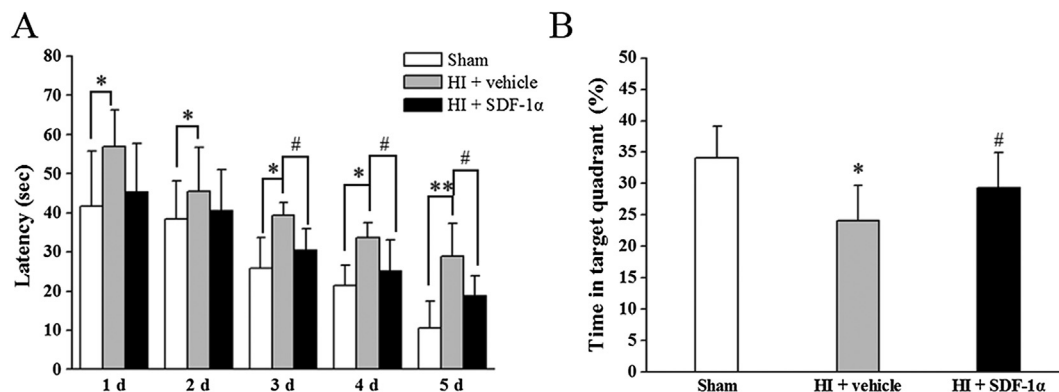 A
Latency (sec)
80
70
60
50
40
30
20
10
0
Sham
HI + vehicle
HI + SDF-1α
*
*
*
#
*
#
**
#
1 d
2 d
3 d
4 d
5 d
B
Time in target quadrant (%)
50
45
40
35
30
25
20
15
10
5
0
*
#
Sham
HI + vehicle
HI + SDF-1α